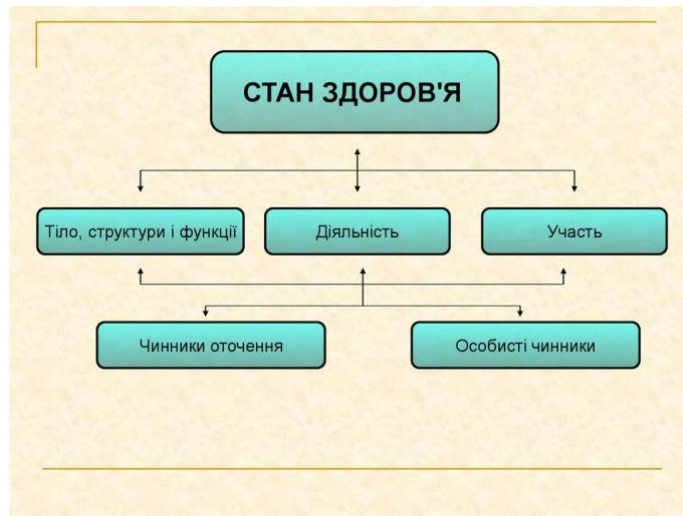 СТАН ЗДОРОВ'Я
Тіло, структури і функції
Діяльність
Участь
Чинники оточення
Особисті чинники